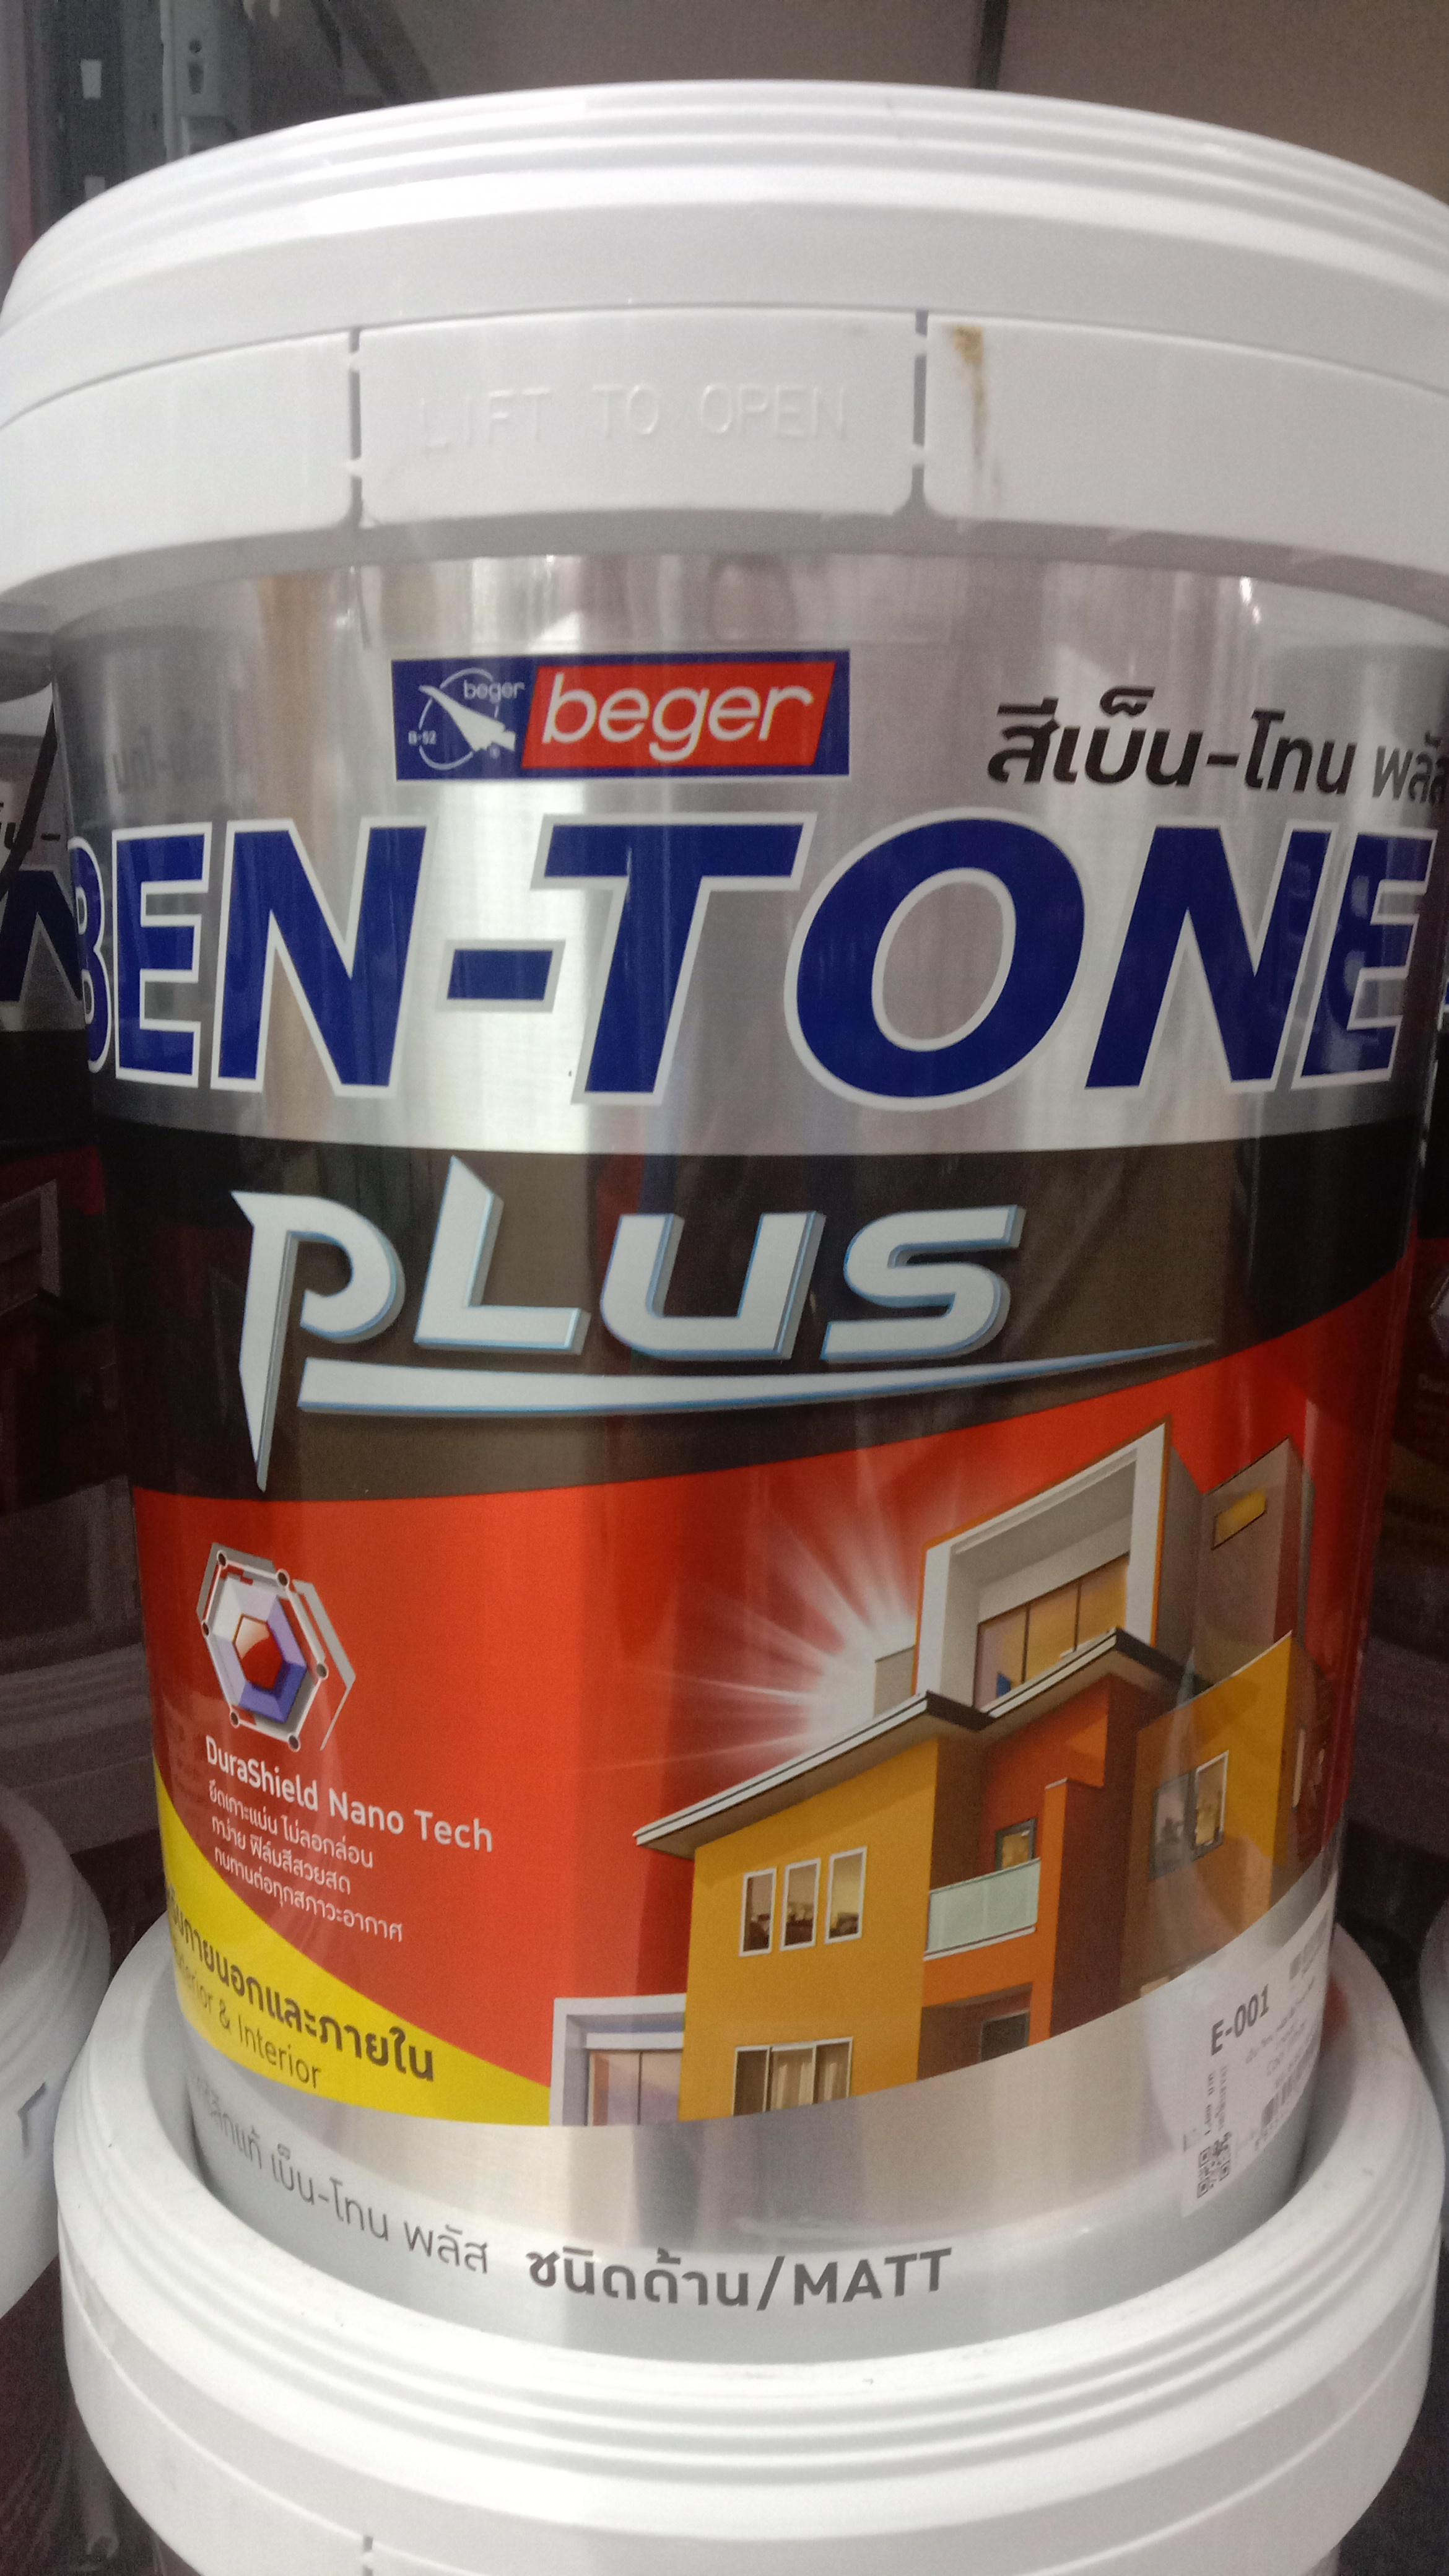 LIFT TO OPEN
beger
B-52
beger
สีเบ็น-โทน พลัส
BEN-TONE
PLUS
DuraShield Nano Tech
ยึดเกาะแน่น ไม่ลอกล่อน
ทาง่าย ฟิล์มสีสวยสด
ทนทานต่อทุกสภาวะอากาศ
ภายนอกและภายใน
& Interior
E-001
เบ็น-โทน พลัส ชนิดด้าน/MATT